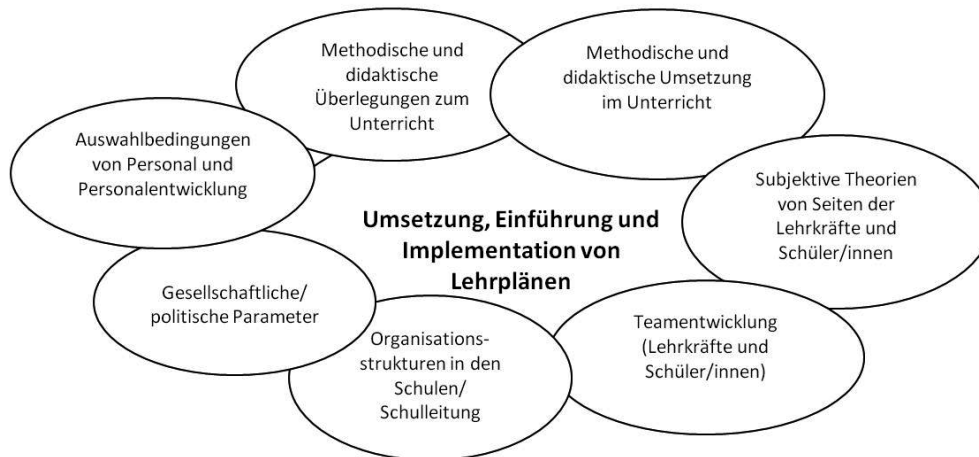 Methodische und
didaktische
Überlegungen zum
Unterricht
Methodische und
didaktische Umsetzung
im Unterricht
Auswahlbedingungen
von Personal und
Personalentwicklung
Subjektive Theorien
von Seiten der
Lehrkräfte und
Schüler/innen
Umsetzung, Einführung und
Implementation von
Lehrplänen
Gesellschaftliche/
politische Parameter
Organisations-
strukturen in den
Schulen/
Schulleitung
Teamentwicklung
(Lehrkräfte und
Schüler/innen)